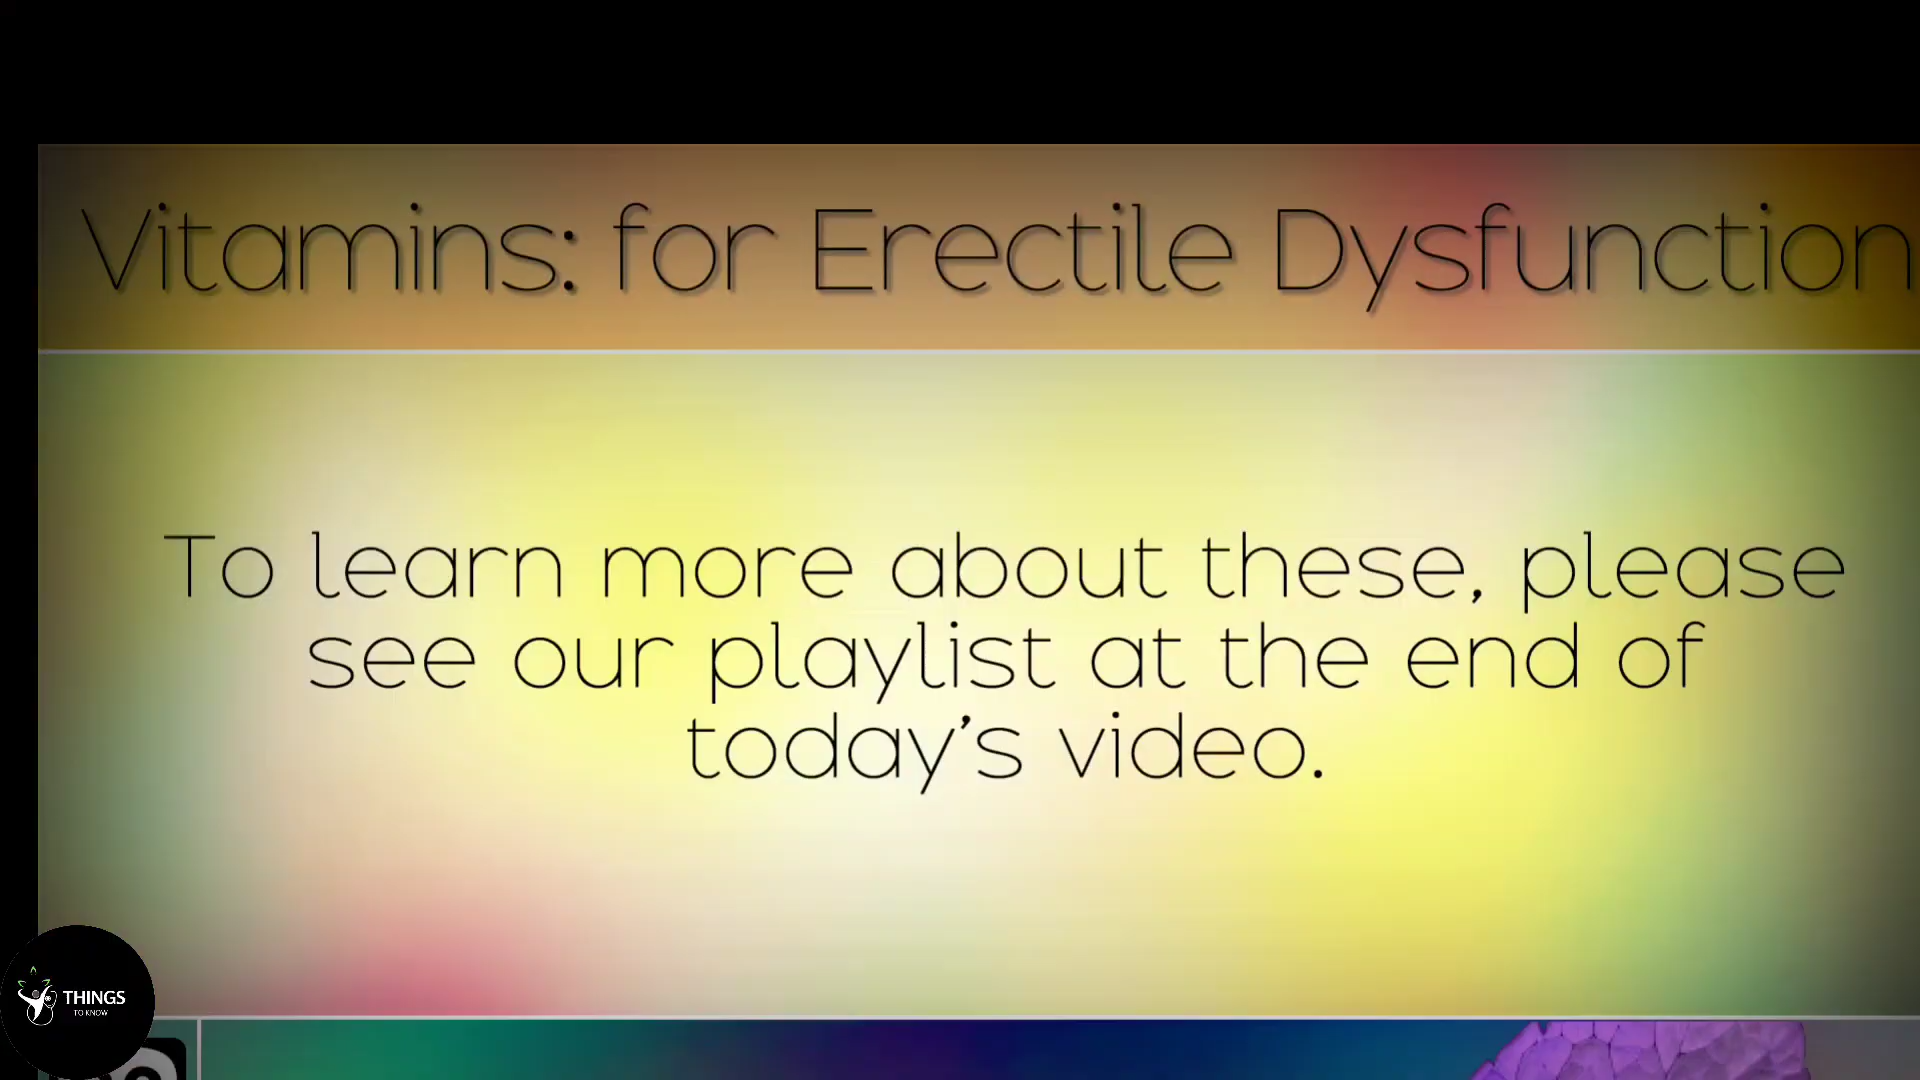 Vitamins: for Erectile Dysfunction
To learn more about these, please
see our playlist at the end of
today's video.
THINGS
TO KNOW